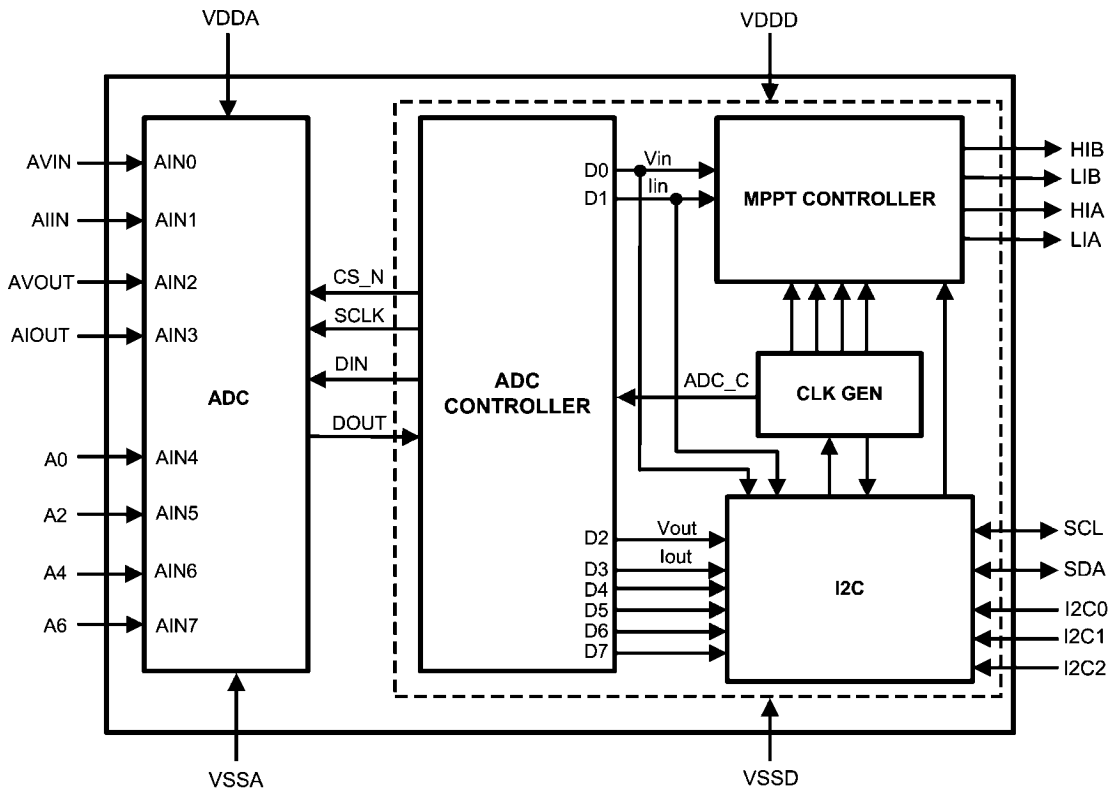 VDDA
VDDD
AVIN
AIIN
AVOUT
AIOUT
A0
A2
A4
A6
AIN0
AIN1
AIN2
AIN3
ADC
AIN4
AIN5
AIN6
AIN7
CS_N
SCLK
DIN
DOUT
ADC
CONTROLLER
D0
D1
D2
D3
D4
D5
D6
D7
Vin
Iin
ADC_C
Vout
Iout
MPPT CONTROLLER
CLK GEN
I2C
HIB
LIB
HIA
LIA
SCL
SDA
I2C0
I2C1
I2C2
VSSA
VSSD